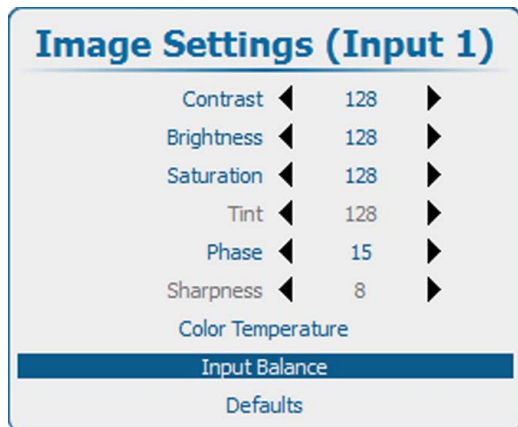 Image Settings (Input 1)
Contrast 128
Brightness 128
Saturation 128
Tint 128
Phase 15
Sharpness 8
Color Temperature
Input Balance
Defaults